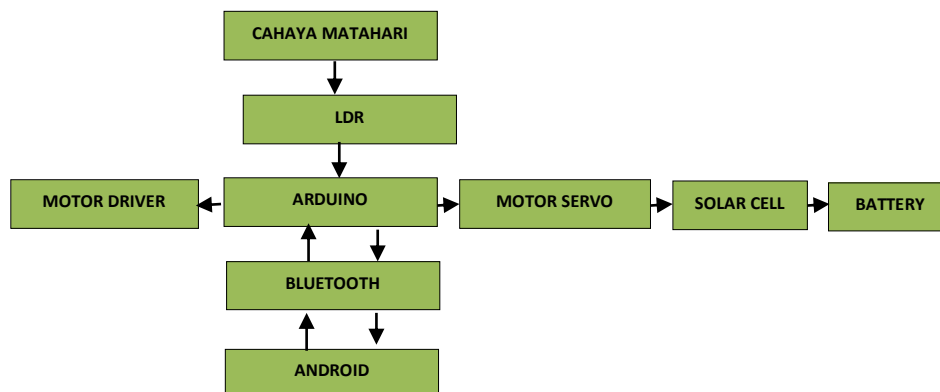 CAHAYA MATAHARI
LDR
MOTOR DRIVER
ARDUINO
MOTOR SERVO
SOLAR CELL
BATTERY
BLUETOOTH
ANDROID